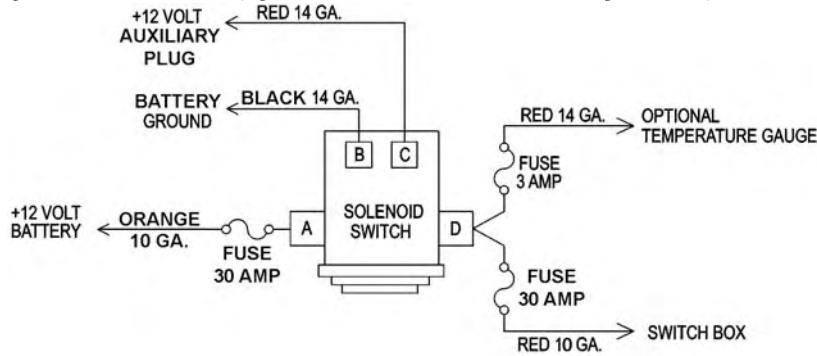 +12 VOLT
AUXILIARY
PLUG
RED 14 GA.
BATTERY
GROUND
BLACK 14 GA.
B
C
RED 14 GA.
OPTIONAL
TEMPERATURE GAUGE
FUSE
3 AMP
+12 VOLT
BATTERY
ORANGE
10 GA.
FUSE
30 AMP
A
SOLENOID
SWITCH
D
FUSE
30 AMP
RED 10 GA.
SWITCH BOX